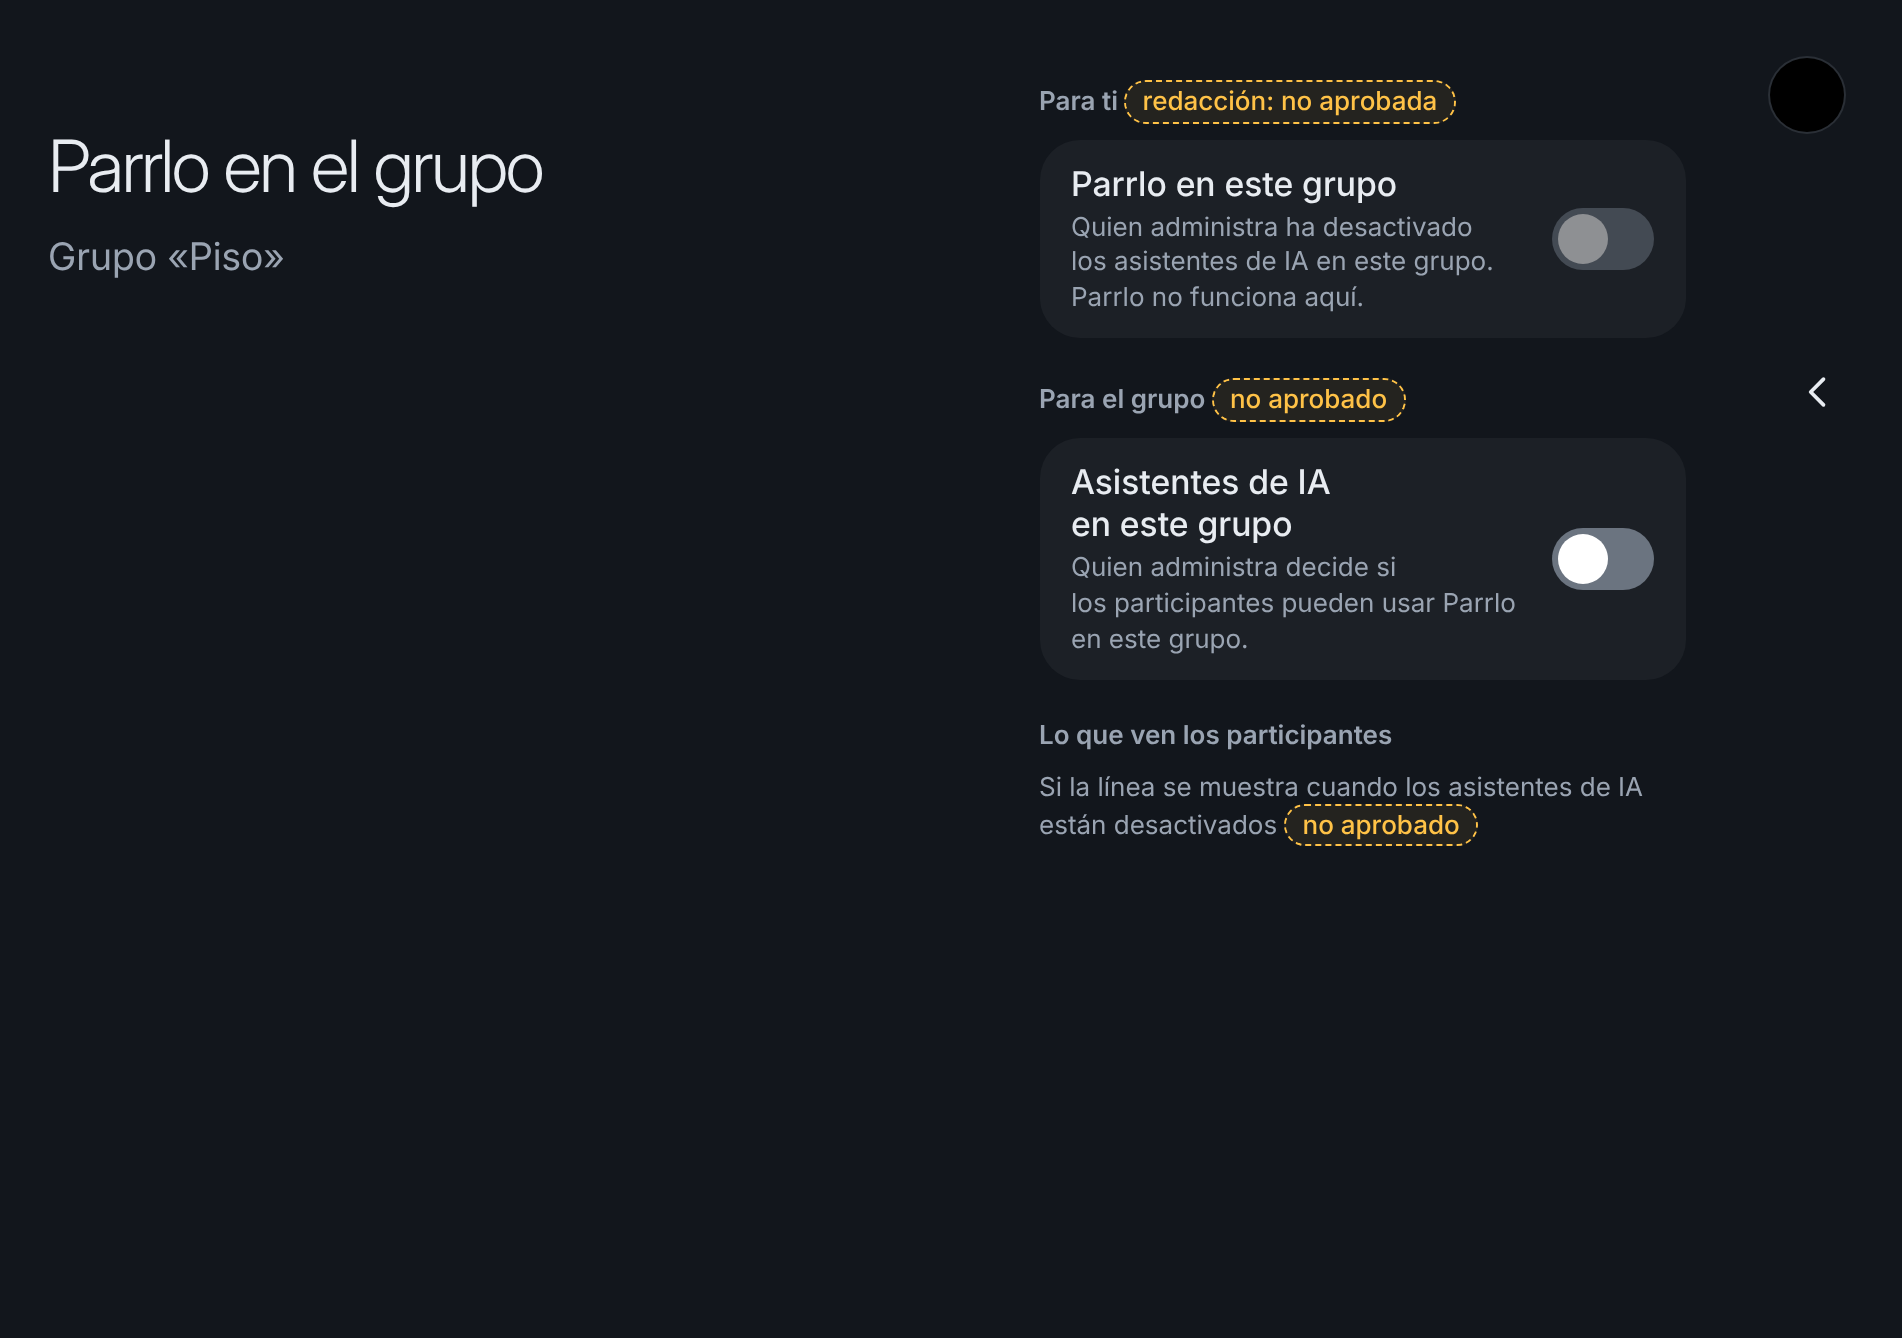 Parrlo en el grupo
Grupo «Piso»
Para ti redacción: no aprobada
Parrlo en este grupo
Quien administra ha desactivado
los asistentes de IA en este grupo.
Parrlo no funciona aquí.
Para el grupo no aprobado
Asistentes de IA
en este grupo
Quien administra decide si
los participantes pueden usar Parrlo
en este grupo.
Lo que ven los participantes
Si la línea se muestra cuando los asistentes de IA
están desactivados no aprobado